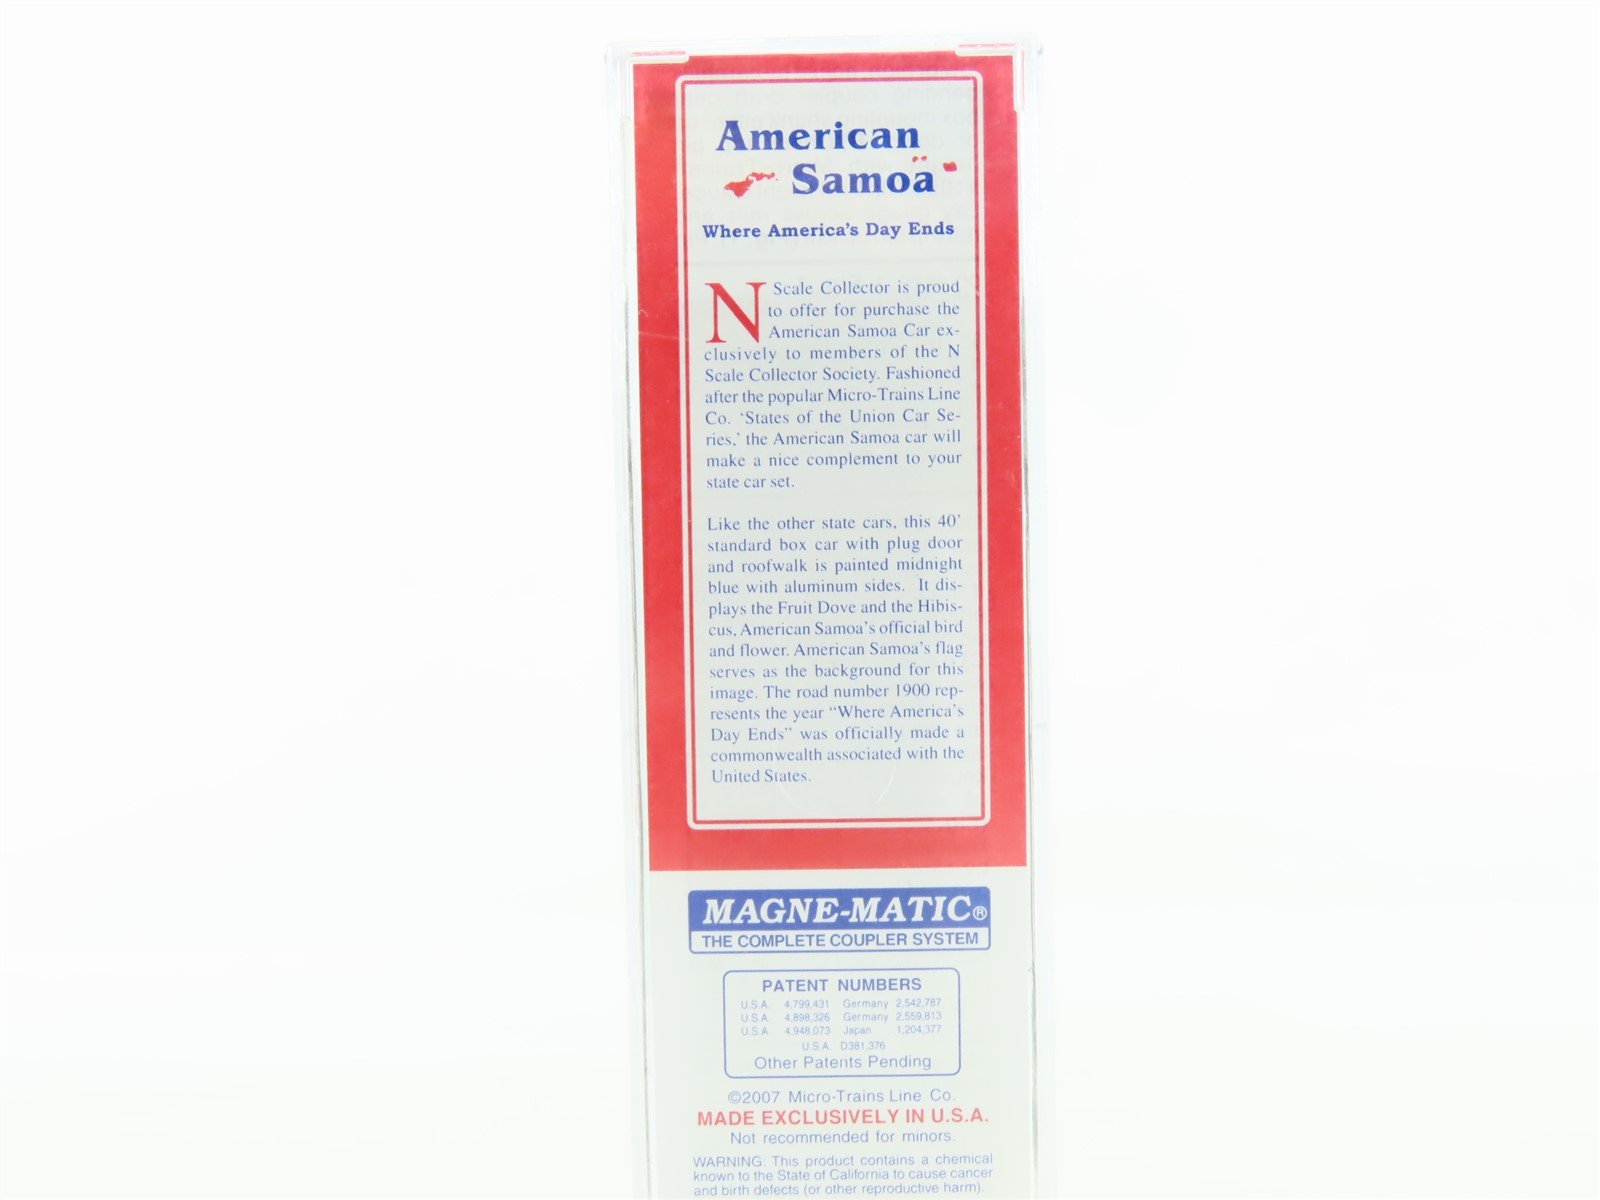 American
Samoa
Where America's Day Ends
N Scale Collector is proud
to offer for purchase the
American Samoa Car ex-
clusively to members of the N
Scale Collector Society. Fashioned
after the popular Micro-Trains Line
Co. 'States of the Union Car Se-
ries,' the American Samoa car will
make a nice complement to your
state car set.
Like the other state cars, this 40'
standard box car with plug door
and roofwalk is painted midnight
blue with aluminum sides. It dis-
plays the Fruit Dove and the Hibis-
cus, American Samoa's official bird
and flower. American Samoa's flag
serves as the background for this
image. The road number 1900 rep-
resents the year "Where America's
Day Ends" was officially made a
commonwealth associated with the
United States.
MAGNE-MATIC®
THE COMPLETE COUPLER SYSTEM
PATENT NUMBERS
U.S.A. 4,799,431 Germany 2,542,787
U.S.A. 4,898,326 Germany 2,559,813
U.S.A. 4,948,073 Japan 1,204,377
U.S.A. D381,376
Other Patents Pending
©2007 Micro-Trains Line Co.
MADE EXCLUSIVELY IN U.S.A.
Not recommended for minors.
WARNING: This product contains a chemical
known to the State of California to cause cancer
and birth defects (or other reproductive harm).